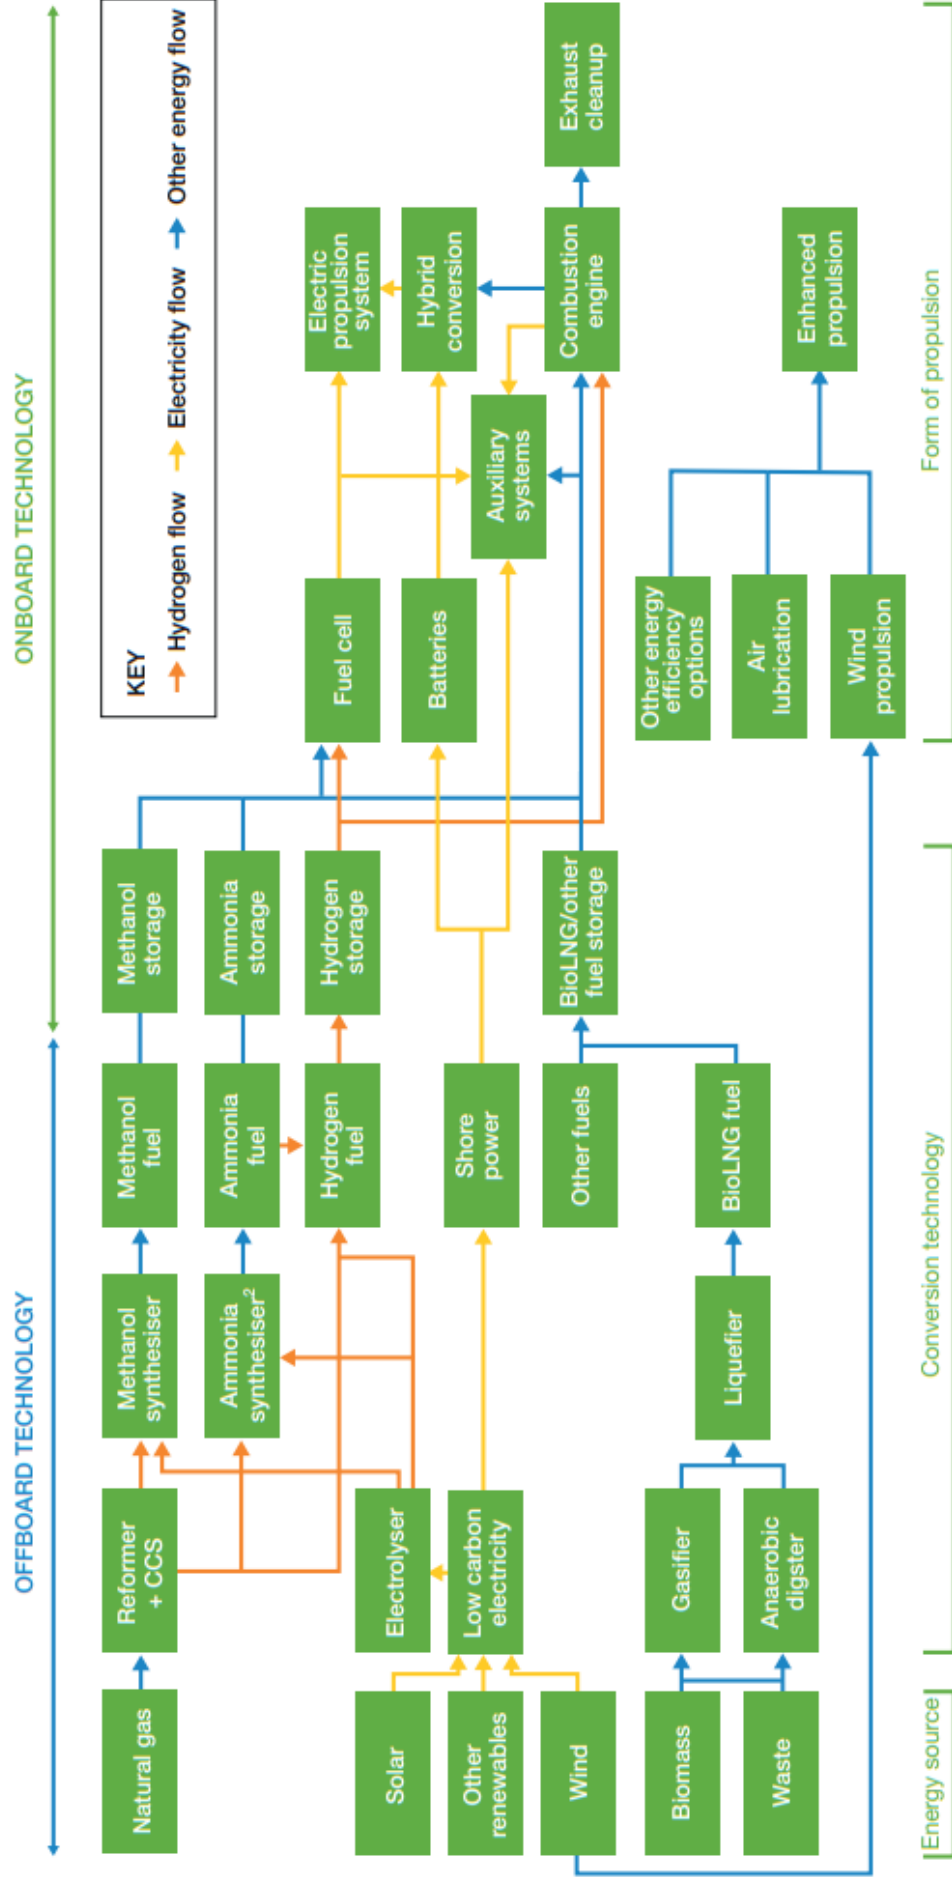 OFFBOARD TECHNOLOGY
ONBOARD TECHNOLOGY
KEY
Hydrogen flow
Electricity flow
Other energy flow
Natural gas
Reformer
+ CCS
Methanol
synthesiser
Methanol
fuel
Methanol
storage
Ammonia
synthesiser²
Ammonia
fuel
Ammonia
storage
Hydrogen
fuel
Hydrogen
storage
Fuel cell
Electric
propulsion
system
Solar
Electrolyser
Batteries
Hybrid
conversion
Other
renewables
Low carbon
electricity
Shore
power
Auxiliary
systems
Wind
Other fuels
BioLNG/other
fuel storage
Combustion
engine
Exhaust
cleanup
Biomass
Gasifier
Liquefier
BioLNG fuel
Other energy
efficiency
options
Waste
Anaerobic
digster
Air
lubrication
Enhanced
propulsion
Wind
propulsion
Energy source
Conversion technology
Form of propulsion